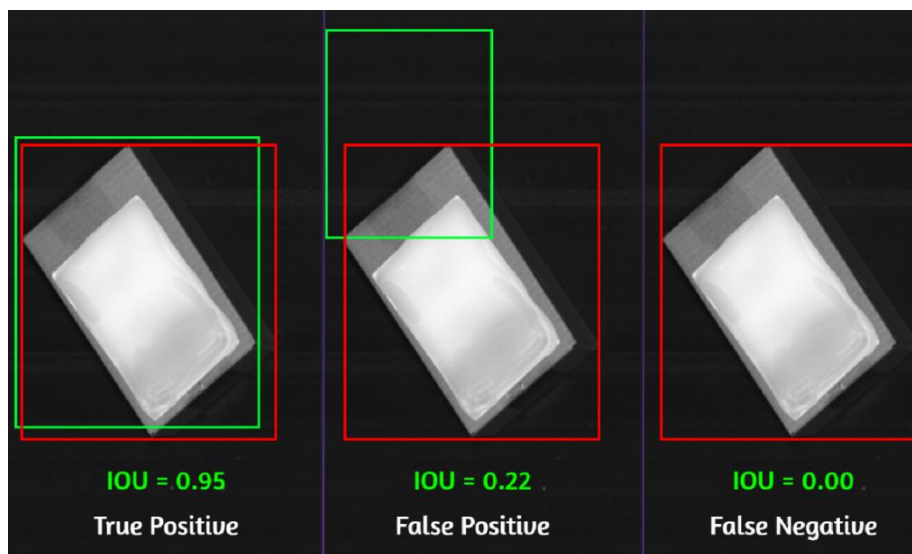 IOU = 0.95
True Positive
IOU = 0.22
False Positive
IOU = 0.00
False Negative